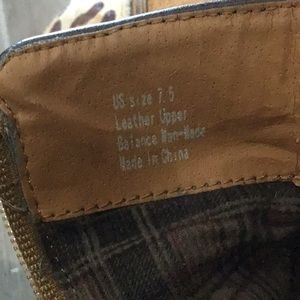 US size 7.5
Leather Upper
Balance Man-Made
Made In China